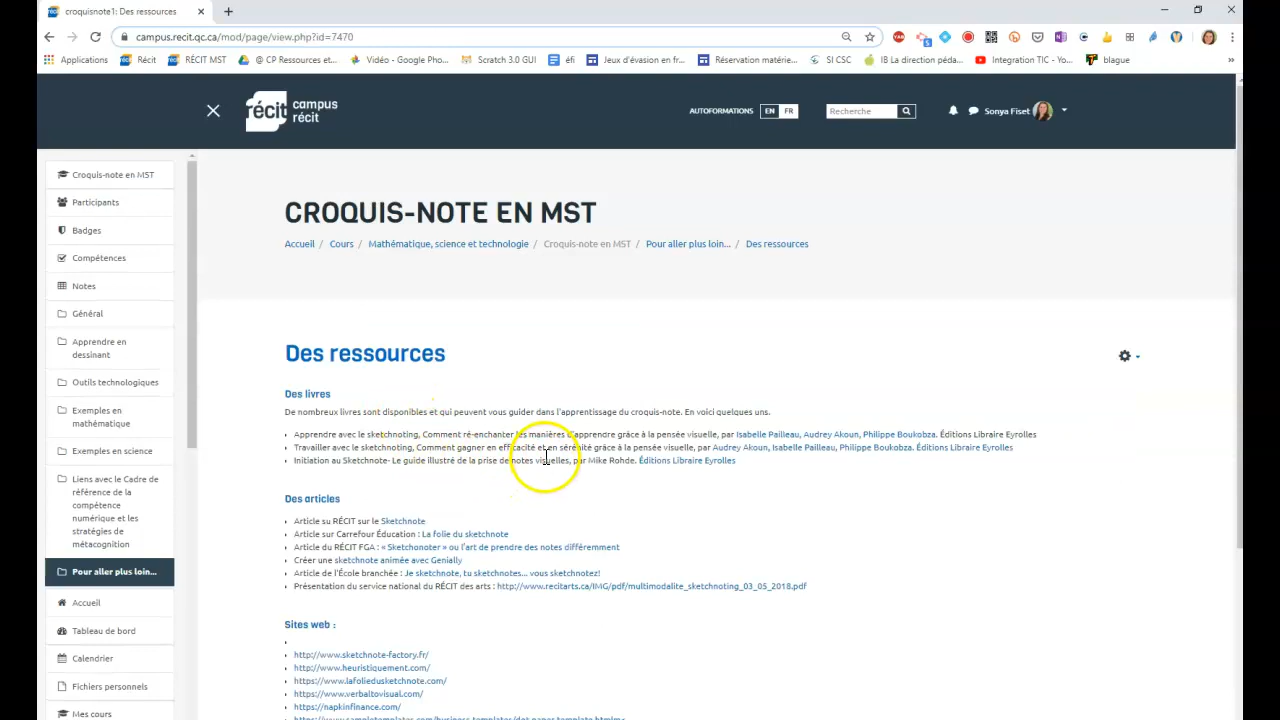 croquisnote1: Des ressources
campus.recit.qc.ca/mod/page/view.php?id=7470
Applications Récit RÉCIT MST @ CP Ressources et... Vidéo - Google Pho... Scratch 3.0 GUI éfi Jeux d'évasion en fr... Réservation matérie... SI CSC IB La direction péda... Integration TIC - Yo... blague
récit campus récit
AUTOFORMATIONS EN FR Recherche Sonya Fiset
Croquis-note en MST
Participants
Badges
Compétences
Notes
Général
Apprendre en
dessinant
Outils technologiques
Exemples en
mathématique
Exemples en science
Liens avec le Cadre de
référence de la
compétence
numérique et les
stratégies de
métacognition
Pour aller plus loin...
Accueil
Tableau de bord
Calendrier
Fichiers personnels
Mes cours
CROQUIS-NOTE EN MST
Accueil / Cours / Mathématique, science et technologie / Croquis-note en MST / Pour aller plus loin... / Des ressources
Des ressources
Des livres
De nombreux livres sont disponibles et qui peuvent vous guider dans l'apprentissage du croquis-note. En voici quelques uns.
Apprendre avec le sketchnoting, Comment ré-enchanter les manières d'apprendre grâce à la pensée visuelle, par Isabelle Pailleau, Audrey Akoun, Philippe Boukobza. Éditions Libraire Eyrolles
Travailler avec le sketchnoting, Comment gagner en efficacité et en sérénité grâce à la pensée visuelle, par Audrey Akoun, Isabelle Pailleau, Philippe Boukobza. Éditions Libraire Eyrolles
Initiation au Sketchnote- Le guide illustré de la prise de notes visuelles, par Mike Rohde. Éditions Libraire Eyrolles
Des articles
Article su RÉCIT sur le Sketchnote
Article sur Carrefour Éducation : La folie du sketchnote
Article du RÉCIT FGA : « Sketchonoter » ou l'art de prendre des notes différemment
Créer une sketchnote animée avec Genially
Article de l'École branchée : Je sketchnote, tu sketchnotes... vous sketchnotez!
Présentation du service national du RÉCIT des arts : http://www.recitarts.ca/IMG/pdf/multimodalite_sketchnoting_03_05_2018.pdf
Sites web :
http://www.sketchnote-factory.fr/
http://www.heuristiquement.com/
https://www.lafoliedusketchnote.com/
https://www.verbaltovisual.com/
https://napkinfinance.com/